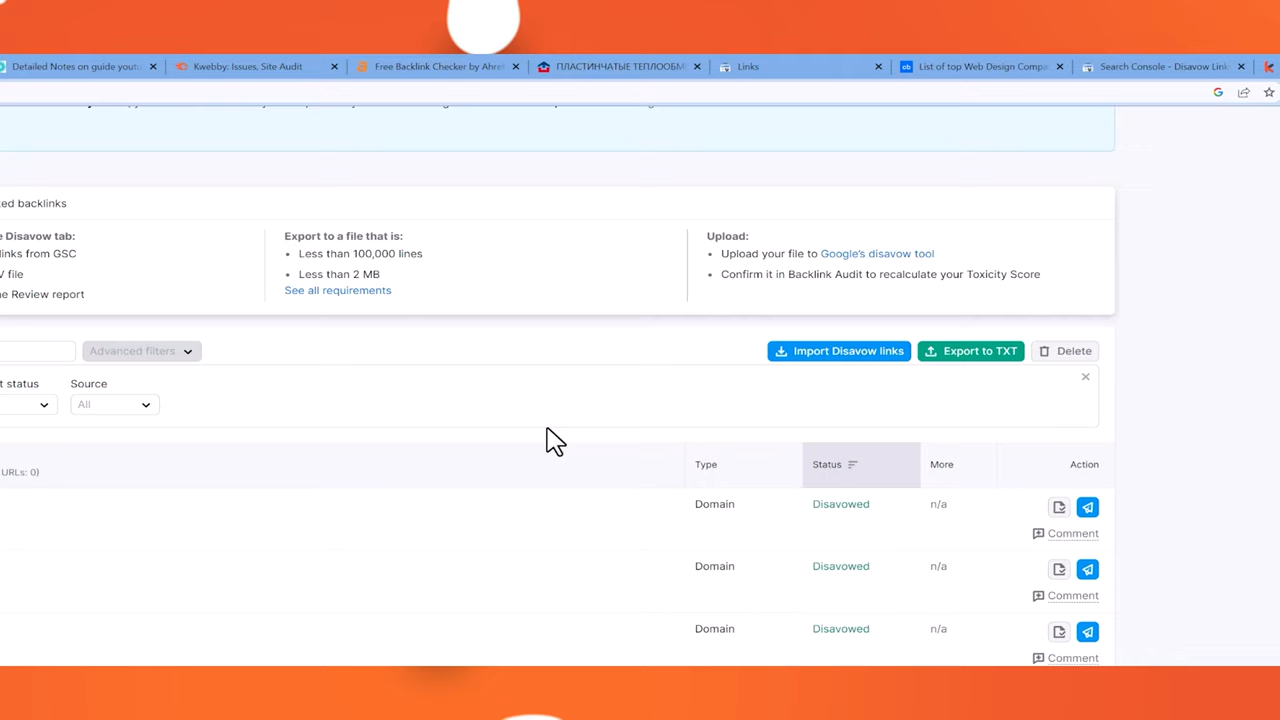 Detailed Notes on guide youtu
Kwebby: Issues, Site Audit
Free Backlink Checker by Ahre
ПЛАСТИНЧАТЫЕ ТЕПЛООБМ
Links
List of top Web Design Compa
Search Console - Disavow Link
ed backlinks
e Disavow tab:
links from GSC
V file
ne Review report
Export to a file that is:
Less than 100,000 lines
Less than 2 MB
See all requirements
Upload:
Upload your file to Google's disavow tool
Confirm it in Backlink Audit to recalculate your Toxicity Score
Advanced filters
Import Disavow links
Export to TXT
Delete
t status
Source
All
URLs: 0)
Type
Status
More
Action
Domain
Disavowed
n/a
Comment
Domain
Disavowed
n/a
Comment
Domain
Disavowed
n/a
Comment